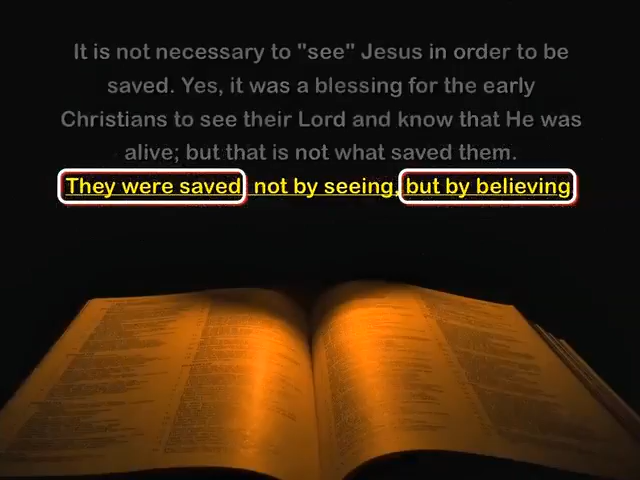 It is not necessary to "see" Jesus in order to be
saved. Yes, it was a blessing for the early
Christians to see their Lord and know that He was
alive; but that is not what saved them.
They were saved, not by seeing, but by believing